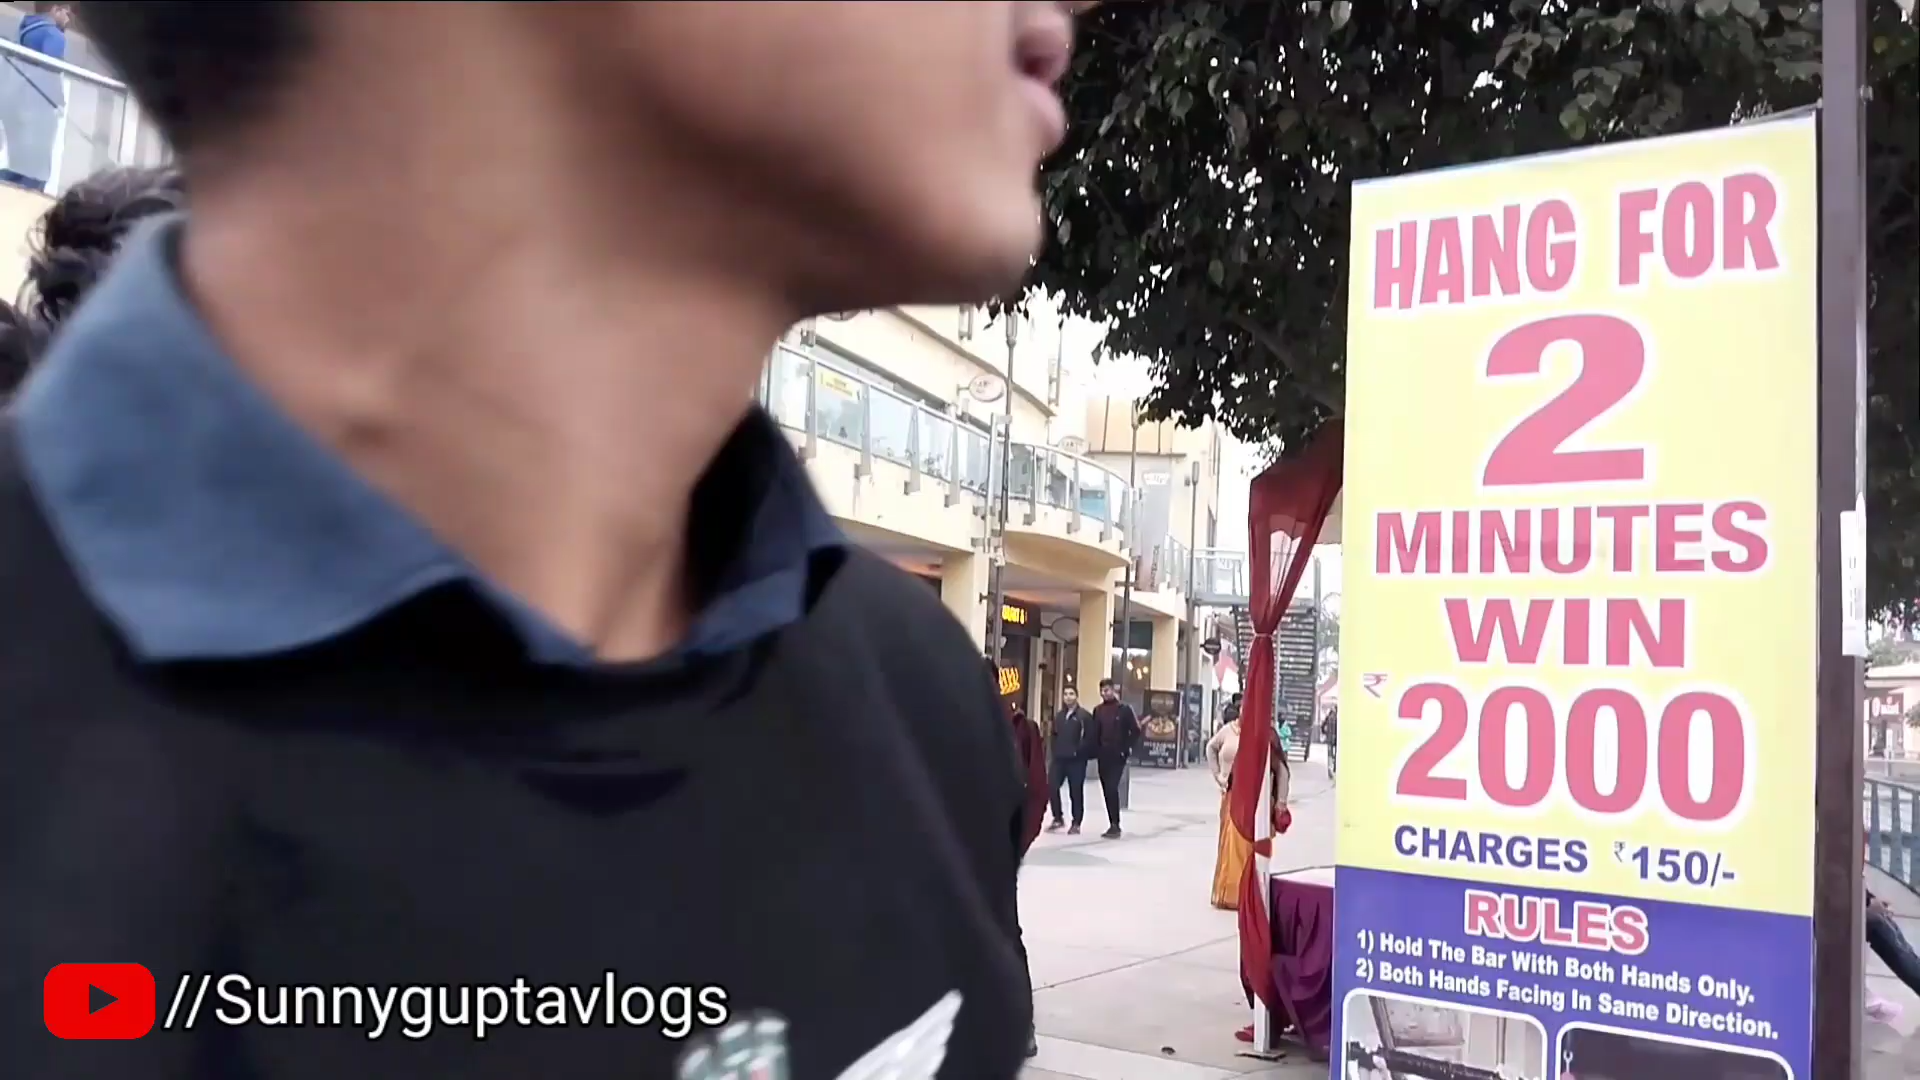 HANG FOR
2
MINUTES
WIN
₹ 2000
CHARGES ₹ 150/-
RULES
1) Hold The Bar With Both Hands Only.
2) Both Hands Facing In Same Direction.
//Sunnyguptavlogs